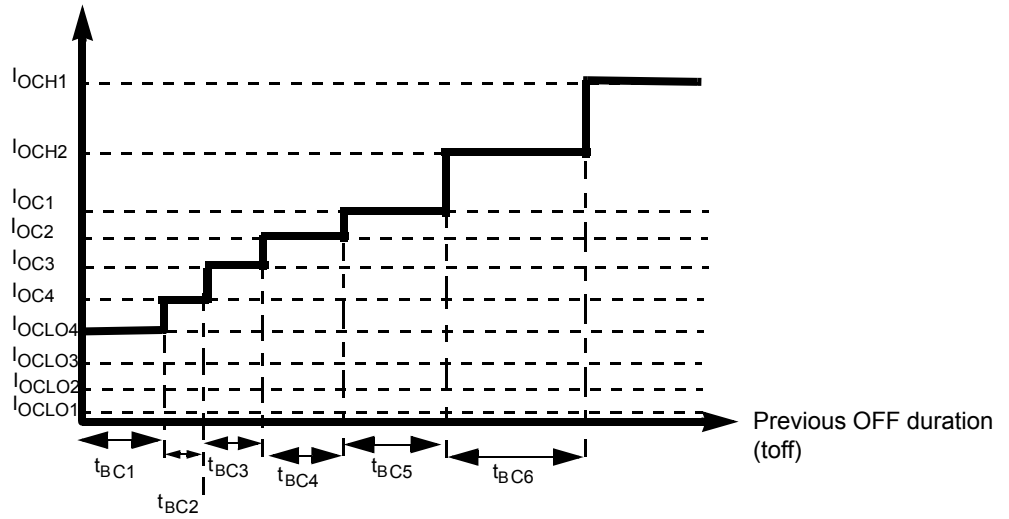 IOCH1
IOCH2
IOC1
IOC2
IOC3
IOC4
IOCLO4
IOCLO3
IOCLO2
IOCLO1
Previous OFF duration
(toff)
tBC1
tBC2
tBC3
tBC4
tBC5
tBC6